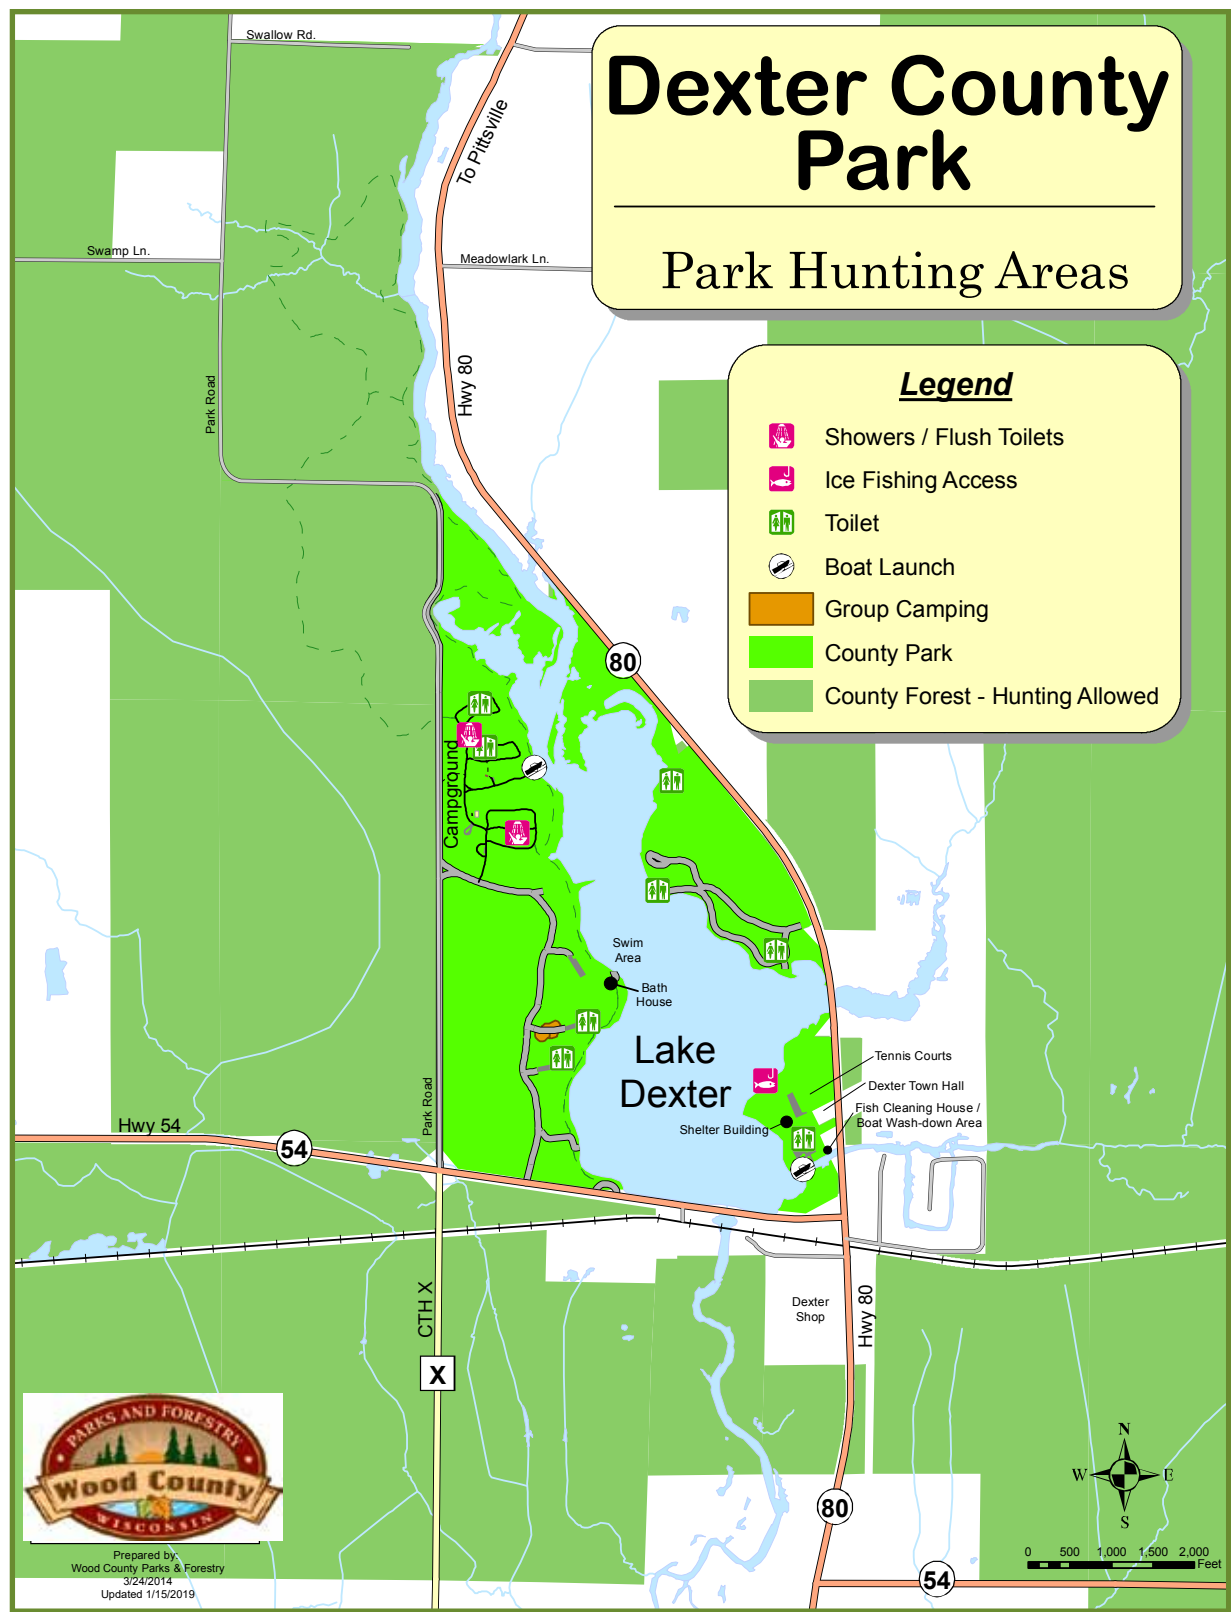 Dexter County
Park
Park Hunting Areas
Legend
Showers / Flush Toilets
Ice Fishing Access
Toilet
Boat Launch
Group Camping
County Park
County Forest - Hunting Allowed
Swallow Rd.
To Pittsville
Swamp Ln.
Meadowlark Ln.
Hwy 80
Park Road
80
Campground
Swim
Area
Bath
House
Lake
Dexter
Tennis Courts
Dexter Town Hall
Fish Cleaning House /
Boat Wash-down Area
Shelter Building
Park Road
Hwy 54
54
CTH X
X
Dexter
Shop
Hwy 80
80
54
PARKS AND FORESTRY
Wood County
WISCONSIN
Prepared by:
Wood County Parks & Forestry
3/24/2014
Updated 1/15/2019
N
W E
S
0 500 1,000 1,500 2,000
Feet